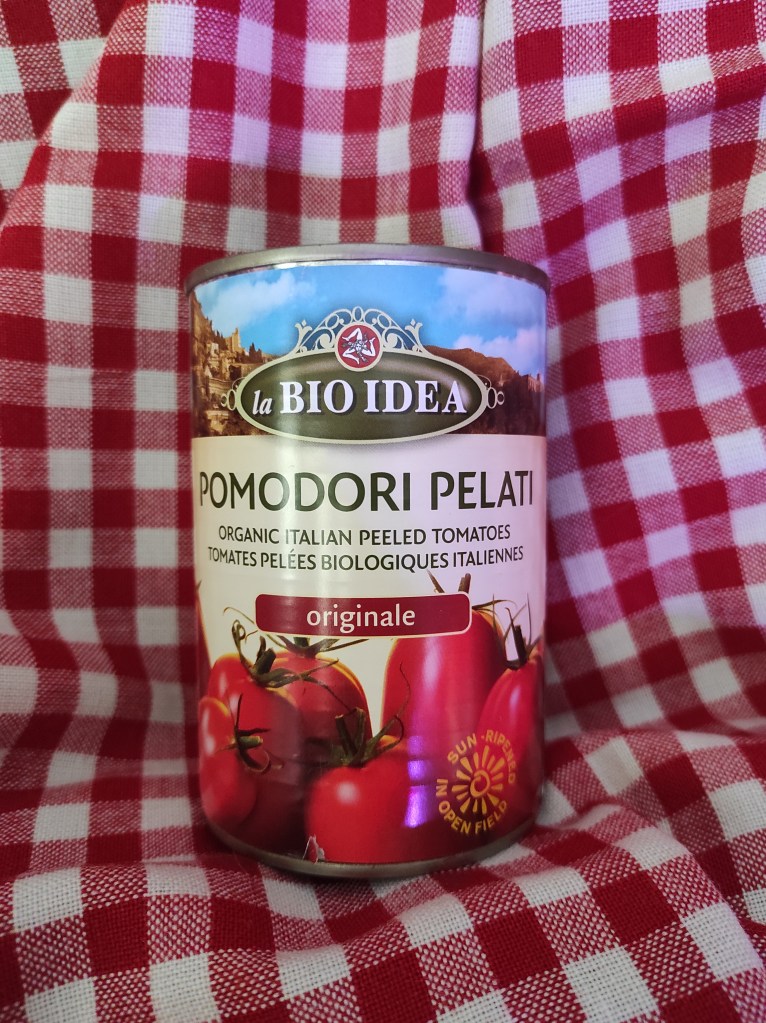 la BIO IDEA
POMODORI PELATI
ORGANIC ITALIAN PEELED TOMATOES
TOMATES PELÉES BIOLOGIQUES ITALIENNES
originale
SUN-RIPENED
IN OPEN FIELD